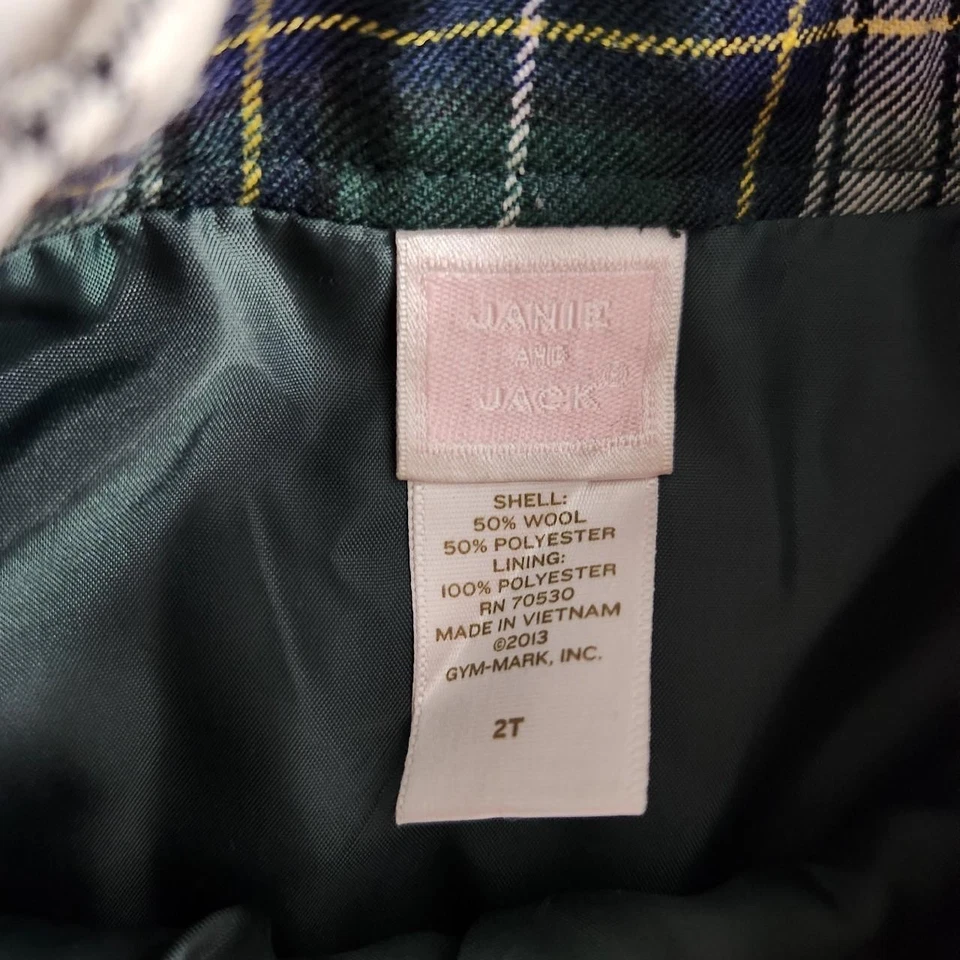 JANIE
AND
JACK®
SHELL:
50% WOOL
50% POLYESTER
LINING:
100% POLYESTER
RN 70530
MADE IN VIETNAM
©2013
GYM-MARK, INC.
2T